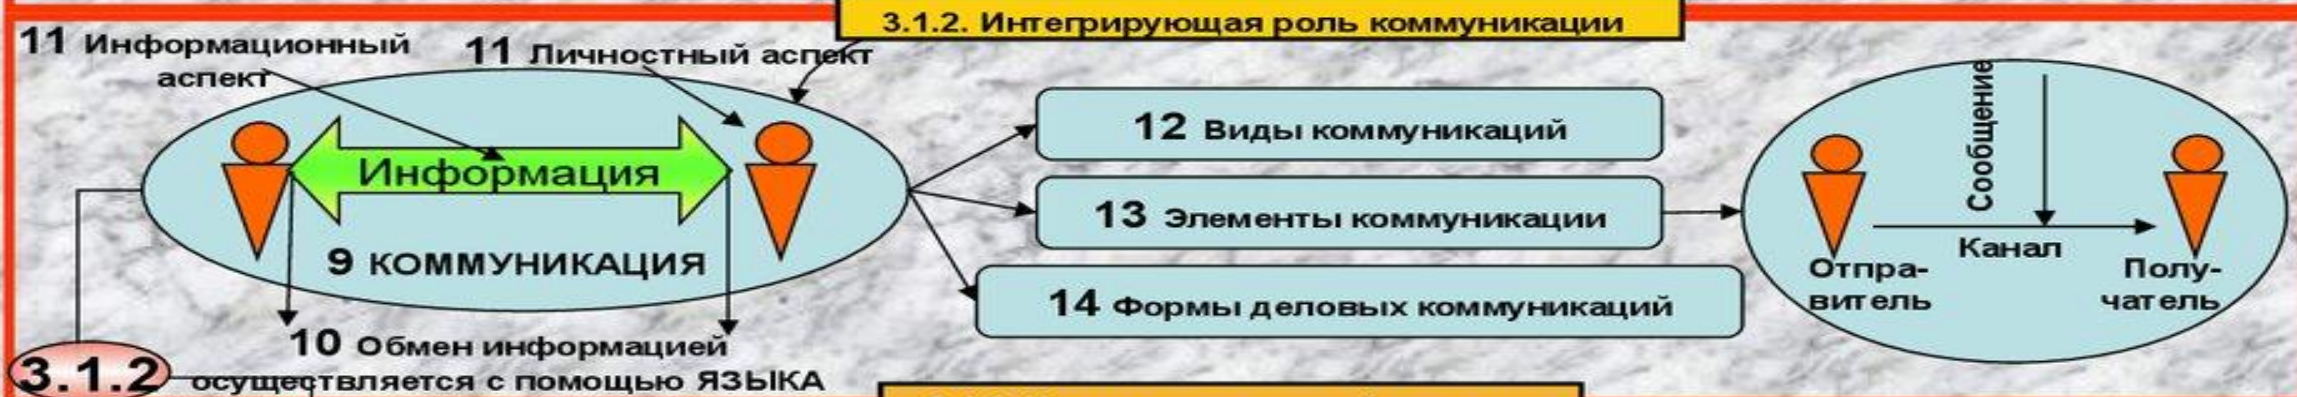 3.1.2. Интегрирующая роль коммуникации
11 Информационный
аспект
11 Личностный аспект
Информация
9 КОММУНИКАЦИЯ
10 Обмен информацией
осуществляется с помощью ЯЗЫКА
3.1.2
12 Виды коммуникаций
13 Элементы коммуникации
14 Формы деловых коммуникаций
Сообщение
Канал
Отпра-
витель
Полу-
чатель